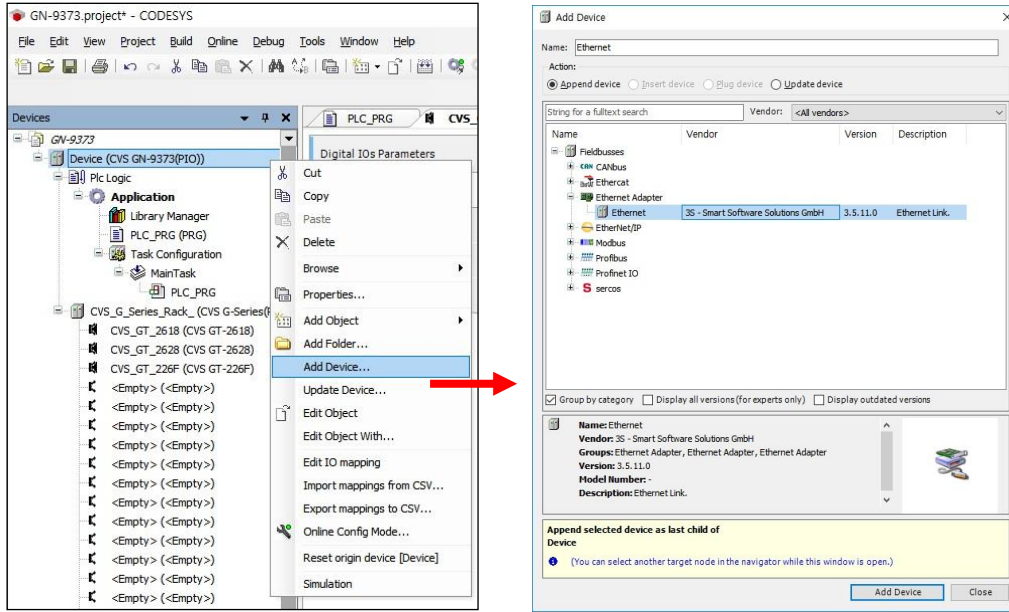 GN-9373.project* - CODESYS
File Edit View Project Build Online Debug Tools Window Help
Devices
GN-9373
Device (CVS GN-9373(PIO))
Plc Logic
Application
Library Manager
PLC_PRG (PRG)
Task Configuration
MainTask
PLC_PRG
CVS_G_Series_Rack_ (CVS G-Series(
CVS_GT_2618 (CVS GT-2618)
CVS_GT_2628 (CVS GT-2628)
CVS_GT_226F (CVS GT-226F)
<Empty> (<Empty>)
<Empty> (<Empty>)
<Empty> (<Empty>)
<Empty> (<Empty>)
<Empty> (<Empty>)
<Empty> (<Empty>)
<Empty> (<Empty>)
<Empty> (<Empty>)
<Empty> (<Empty>)
<Empty> (<Empty>)
<Empty> (<Empty>)
<Empty> (<Empty>)
PLC_PRG CVS_
Digital IOs Parameters
Cut
Copy
Paste
Delete
Browse
Properties...
Add Object
Add Folder...
Add Device...
Update Device...
Edit Object
Edit Object With...
Edit IO mapping
Import mappings from CSV...
Export mappings to CSV...
Online Config Mode...
Reset origin device [Device]
Simulation
Add Device
Name: Ethernet
Action:
Append device Insert device Plug device Update device
String for a fulltext search Vendor: <All vendors>
Name Vendor Version Description
Fieldbusses
CAN CANbus
Ethercat
Ethernet Adapter
Ethernet 3S - Smart Software Solutions GmbH 3.5.11.0 Ethernet Link.
EtherNet/IP
Modbus
Profibus
Profinet IO
sercos
Group by category Display all versions (for experts only) Display outdated versions
Name: Ethernet
Vendor: 3S - Smart Software Solutions GmbH
Groups: Ethernet Adapter, Ethernet Adapter, Ethernet Adapter
Version: 3.5.11.0
Model Number: -
Description: Ethernet Link.
Append selected device as last child of
Device
(You can select another target node in the navigator while this window is open.)
Add Device Close